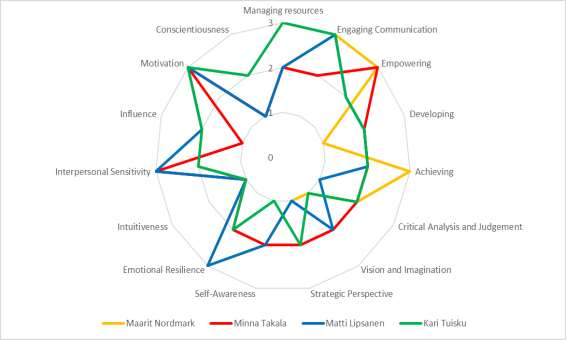 Managing resources
Conscientiousness
3
Engaging Communication
Motivation
2
Empowering
Influence
1
Developing
0
Interpersonal Sensitivity
Achieving
Intuitiveness
Critical Analysis and Judgement
Emotional Resilience
Vision and Imagination
Self-Awareness
Strategic Perspective
Maarit Nordmark
Minna Takala
Matti Lipsanen
Kari Tuisku